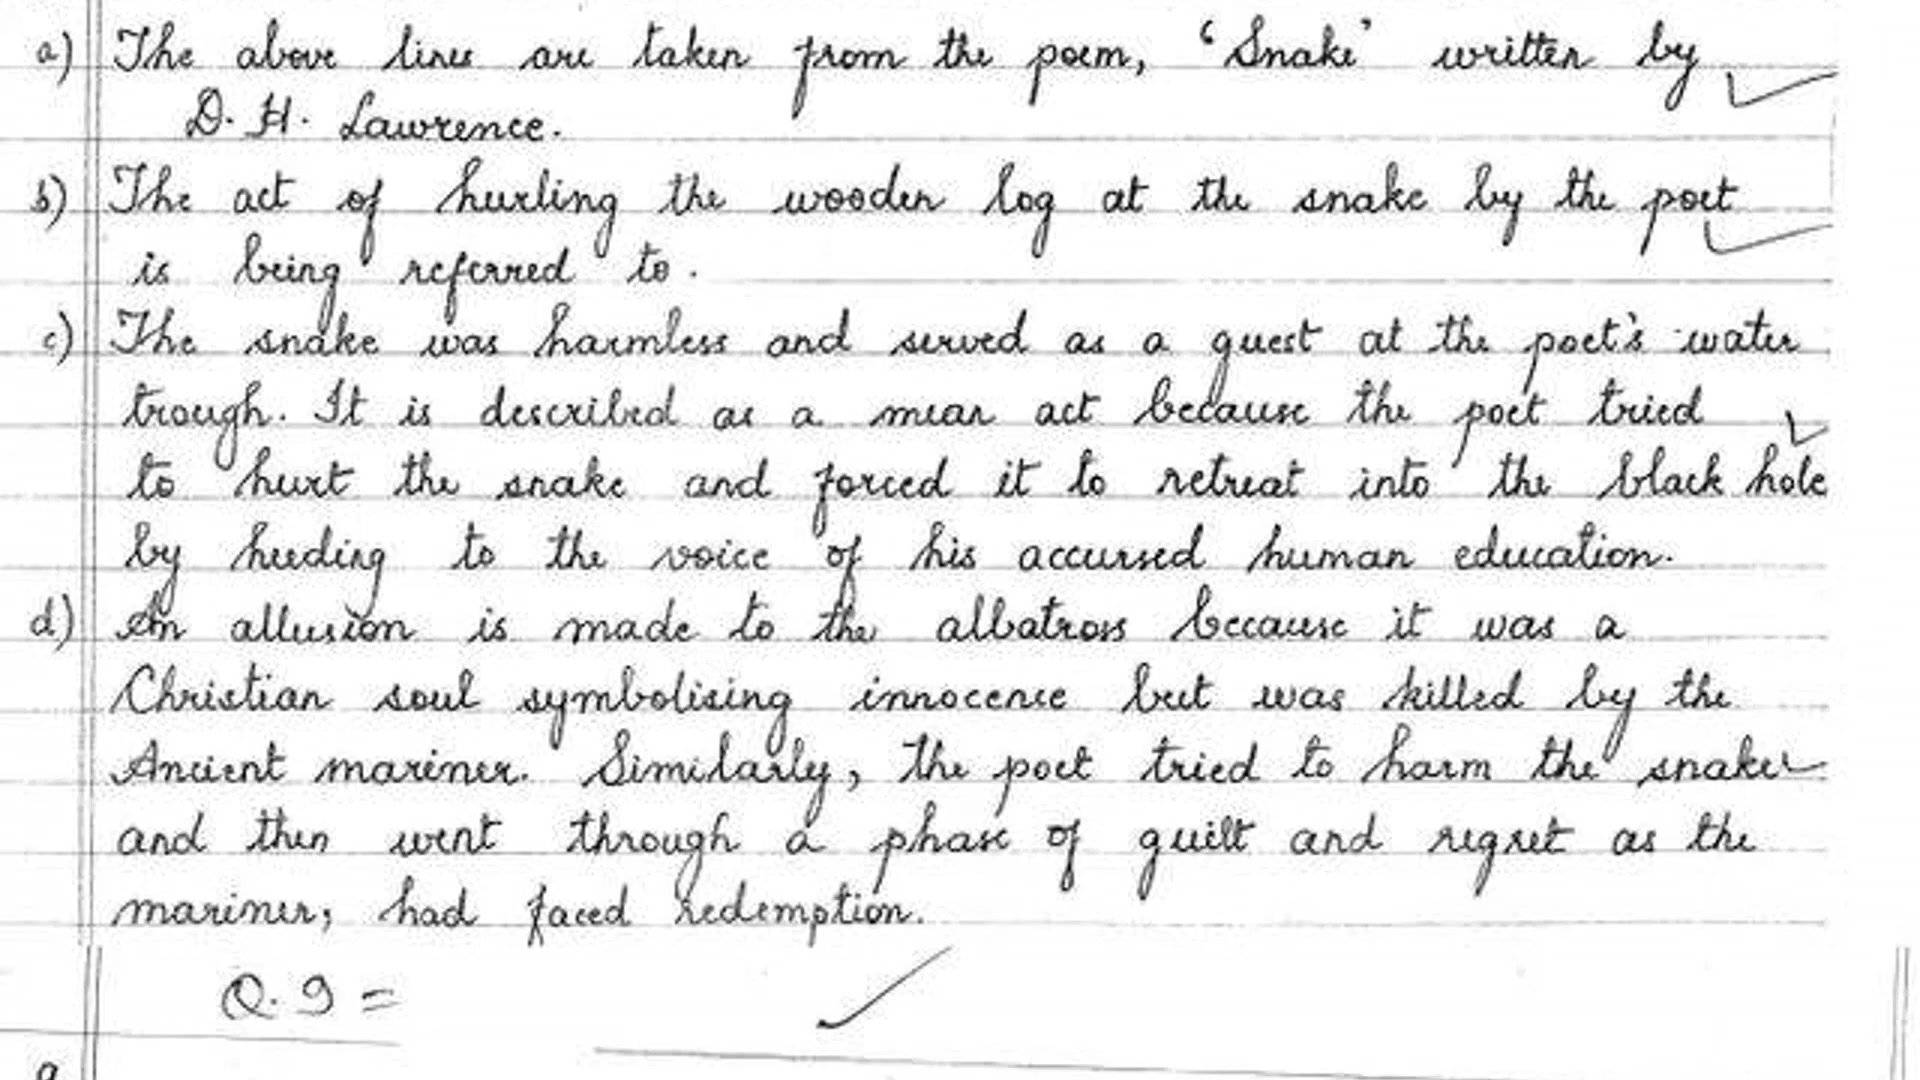 a) The above lines are taken from the poem, ‘Snake’ written by
D. H. Lawrence.
b) The act of hurling the wooden log at the snake by the poet
is being referred to.
c) The snake was harmless and served as a guest at the poet's water
trough. It is described as a mean act because the poet tried
to hurt the snake and forced it to retreat into the black hole
by heeding to the voice of his accursed human education.
d) An allusion is made to the albatross because it was a
Christian soul symbolising innocence but was killed by the
Ancient mariner. Similarly, the poet tried to harm the snake
and then went through a phase of guilt and regret as the
mariner, had faced redemption.
Q.9 =